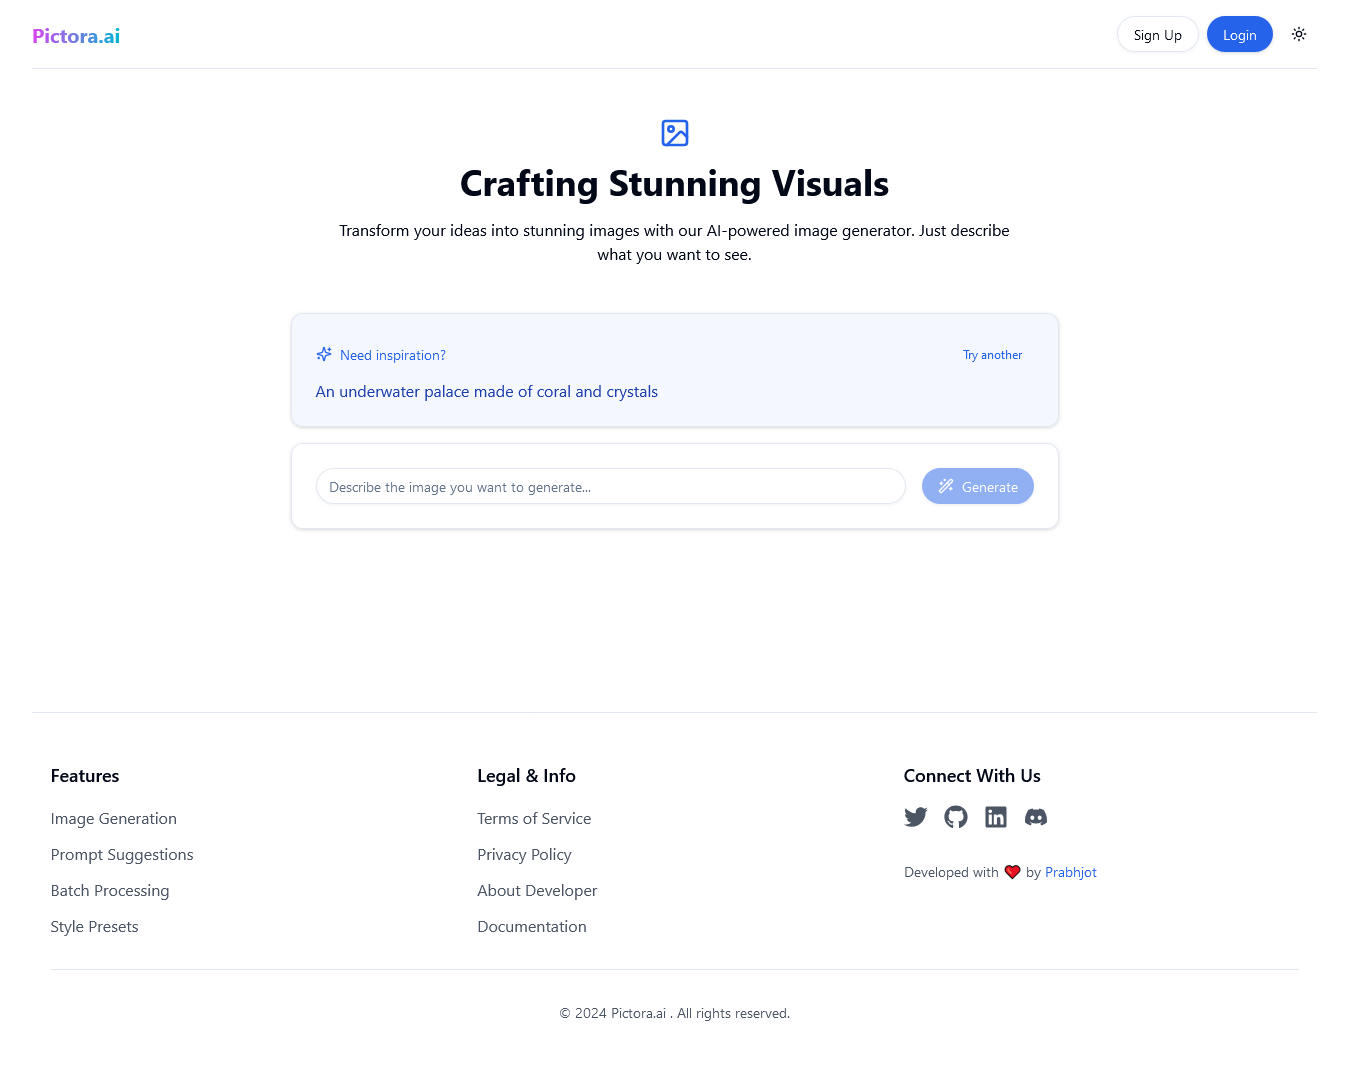 Pictora.ai
Sign Up
Login
Crafting Stunning Visuals
Transform your ideas into stunning images with our AI-powered image generator. Just describe
what you want to see.
Need inspiration?
Try another
An underwater palace made of coral and crystals
Describe the image you want to generate...
Generate
Features
Image Generation
Prompt Suggestions
Batch Processing
Style Presets
Legal & Info
Terms of Service
Privacy Policy
About Developer
Documentation
Connect With Us
Developed with ❤️ by Prabhjot
© 2024 Pictora.ai . All rights reserved.